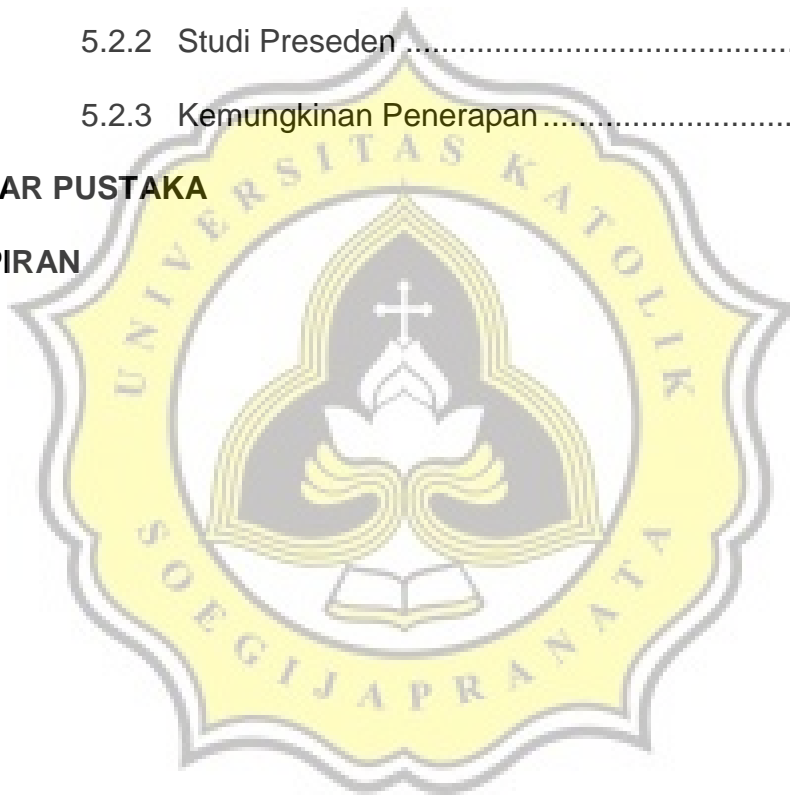 5.2.2 Studi Preseden ........................................
5.2.3 Kemungkinan Penerapan ..........................
AR PUSTAKA
PIRAN
UNIVERSITAS KATOLIK
SOEGIJAPRANATA